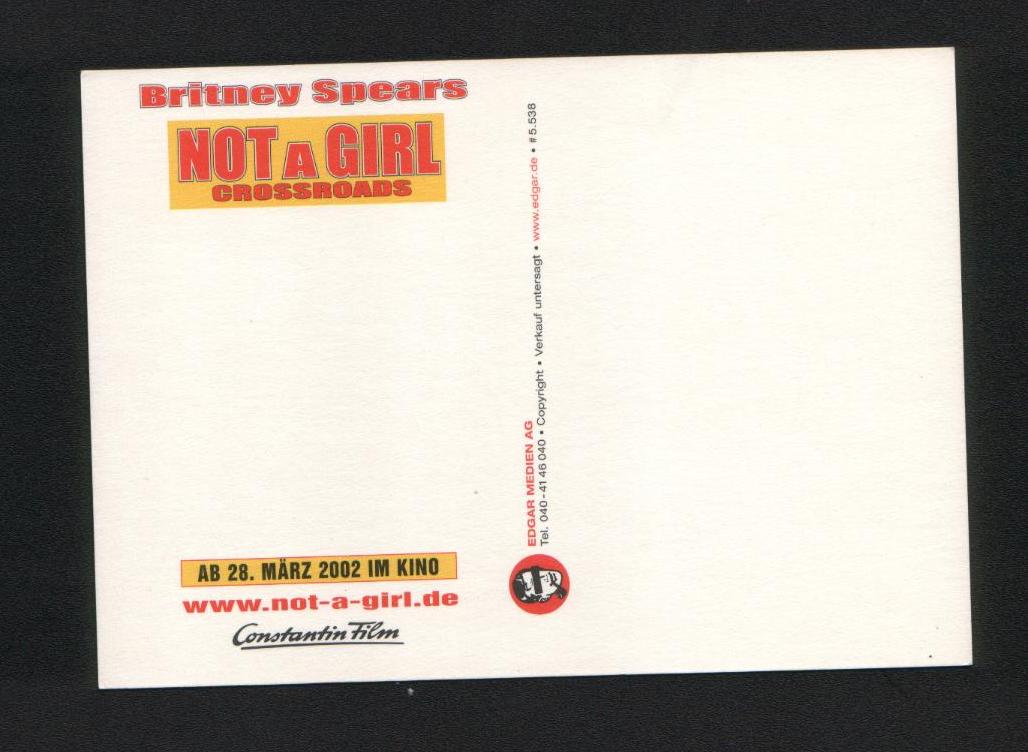 Britney Spears
NOT A GIRL
CROSSROADS
AB 28. MÄRZ 2002 IM KINO
www.not-a-girl.de
Constantin Film
EDGAR MEDIEN AG
Tel. 040-41 46 040 • Copyright • Verkauf untersagt • www.edgar.de • # 5.538